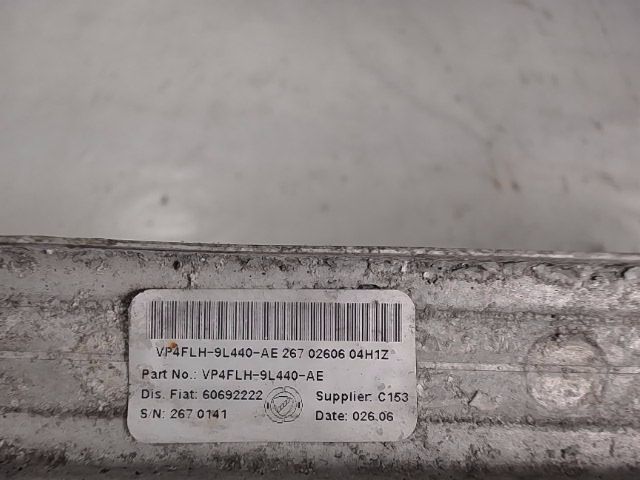 VP4FLH-9L440-AE 267 02606 04H1Z
Part No.: VP4FLH-9L440-AE
Dis. Fiat: 60692222 Supplier: C153
S/N: 267 0141 Date: 026.06